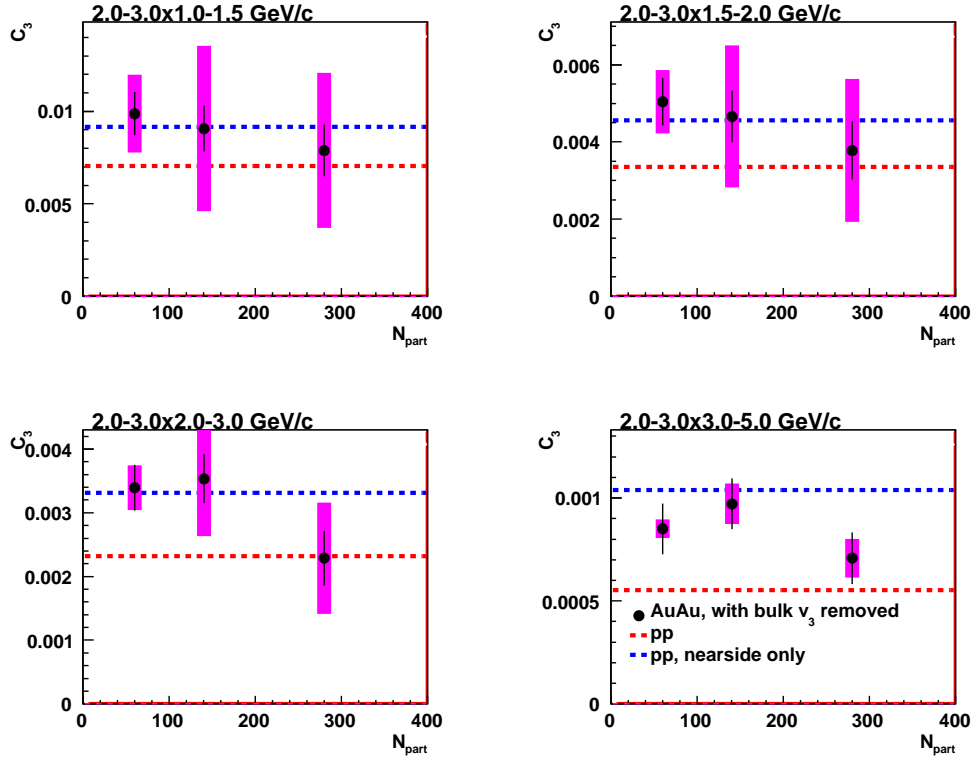 2.0-3.0x1.0-1.5 GeV/c
C₃
0.01
0.005
0
0 100 200 300 400
N_part
2.0-3.0x1.5-2.0 GeV/c
C₃
0.006
0.004
0.002
0
0 100 200 300 400
N_part
2.0-3.0x2.0-3.0 GeV/c
C₃
0.004
0.003
0.002
0.001
0
0 100 200 300 400
N_part
2.0-3.0x3.0-5.0 GeV/c
C₃
0.001
0.0005
0
0 100 200 300 400
N_part
AuAu, with bulk v₃ removed
pp
pp, nearside only